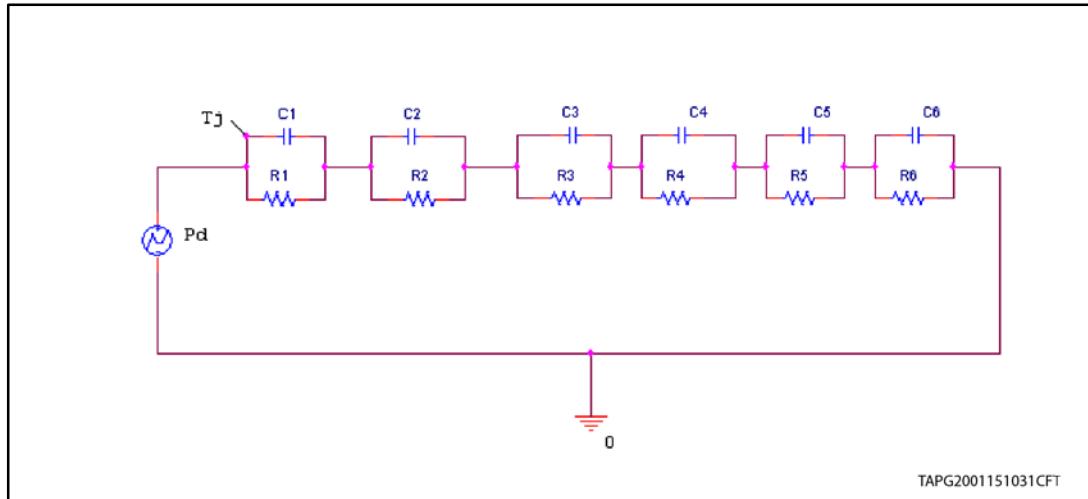 C1 C2 C3 C4 C5 C6
Tj
R1 R2 R3 R4 R5 R6
Pd
0
TAPG2001151031CFT